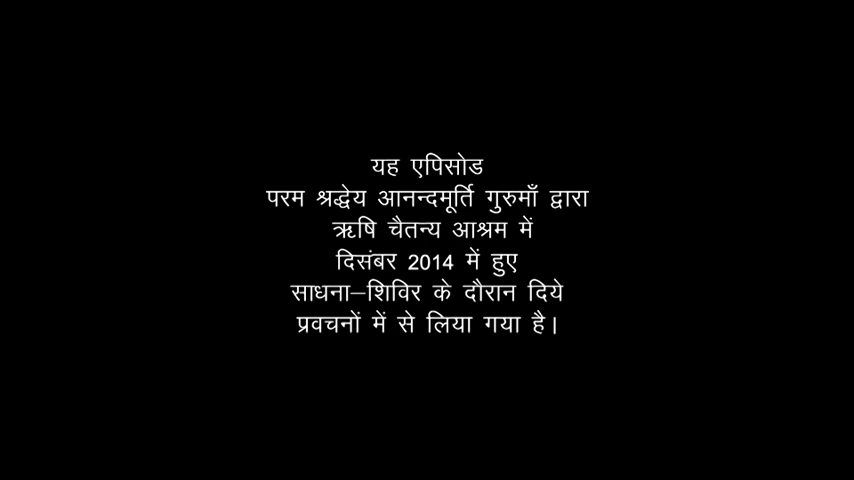 यह एपिसोड
परम श्रद्धेय आनन्दमूर्ति गुरुमाँ द्वारा
ऋषि चैतन्य आश्रम में
दिसंबर 2014 में हुए
साधना–शिविर के दौरान दिये
प्रवचनों में से लिया गया है।